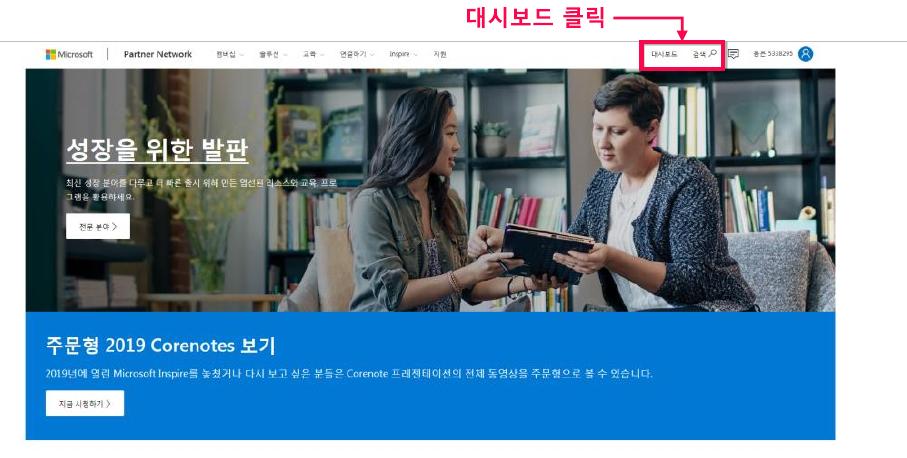 대시보드 클릭
Microsoft Partner Network 멤버십 솔루션 교육 연결하기 Inspire 지원 대시보드 검색
성장을 위한 발판
최신 성장 분야를 다루고 더 빠른 출시 위해 만든 엄선된 리소스와 교육, 프로
그램을 활용하세요.
전문 분야 >
주문형 2019 Corenotes 보기
2019년에 열린 Microsoft Inspire를 놓쳤거나 다시 보고 싶은 분들은 Corenote 프레젠테이션의 전체 동영상을 주문형으로 볼 수 있습니다.
지금 시청하기 >